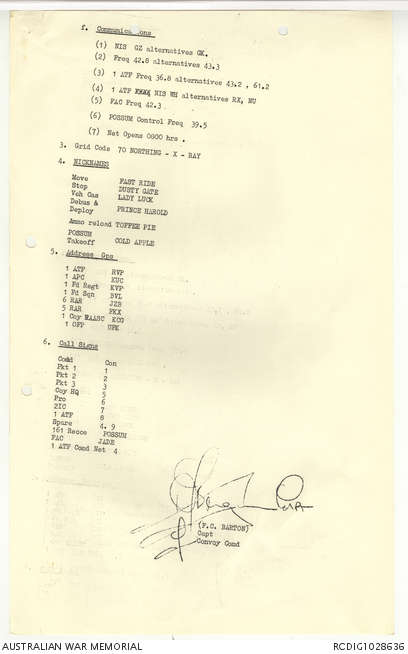 f. Communications
(1) NIS GZ alternatives GK.
(2) Freq 42.8 alternatives 43.3
(3) 1 ATF Freq 36.8 alternatives 43.2 , 61.2
(4) 1 ATF NIS WH alternatives RX, NU
(5) FAC Freq 42.3
(6) POSSUM Control Freq 39.5
(7) Net Opens 0800 hrs .
3. Grid Code 70 NORTHING - X - RAY
4. NICKNAMES
Move FAST RIDE
Stop DUSTY GATE
Veh Cas LADY LUCK
Debus &
Deploy PRINCE HAROLD
Ammo reload TOFFEE PIE
POSSUM
Takeoff COLD APPLE
5. Address Gps
1 ATF RVP
1 APC KUC
1 Fd Regt KVP
1 Fd Sqn BVL
6 RAR JZB
5 RAR PKX
1 Coy RAASC KCG
1 OFP UFK
6. Call Signs
Comd Con
Pkt 1 1
Pkt 2 2
Pkt 3 3
Coy HQ 5
Pro 6
2IC 7
1 ATF 8
Spare 4. 9
161 Recce POSSUM
FAC JADE
1 ATF Comd Net 4
(F.C. BARTON)
Capt
Convoy Comd
AUSTRALIAN WAR MEMORIAL
RCDIG1028636